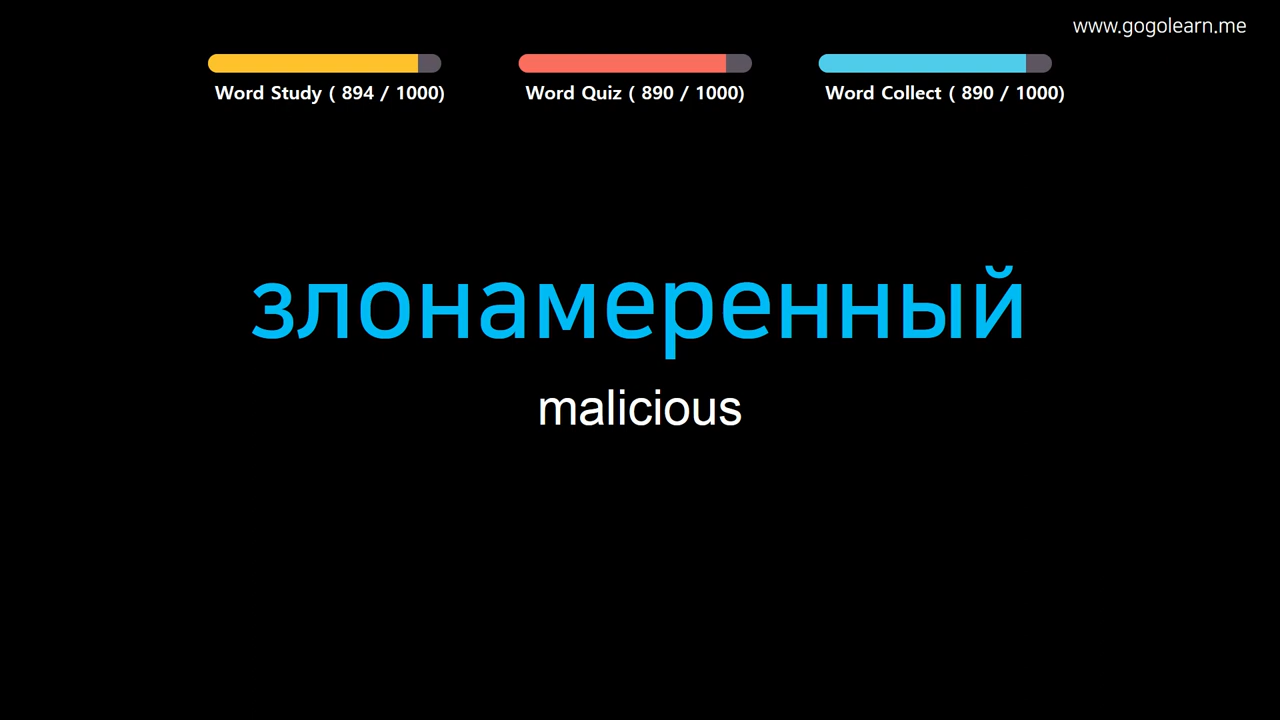 www.gogolearn.me
Word Study ( 894 / 1000)
Word Quiz ( 890 / 1000)
Word Collect ( 890 / 1000)
злонамеренный
malicious